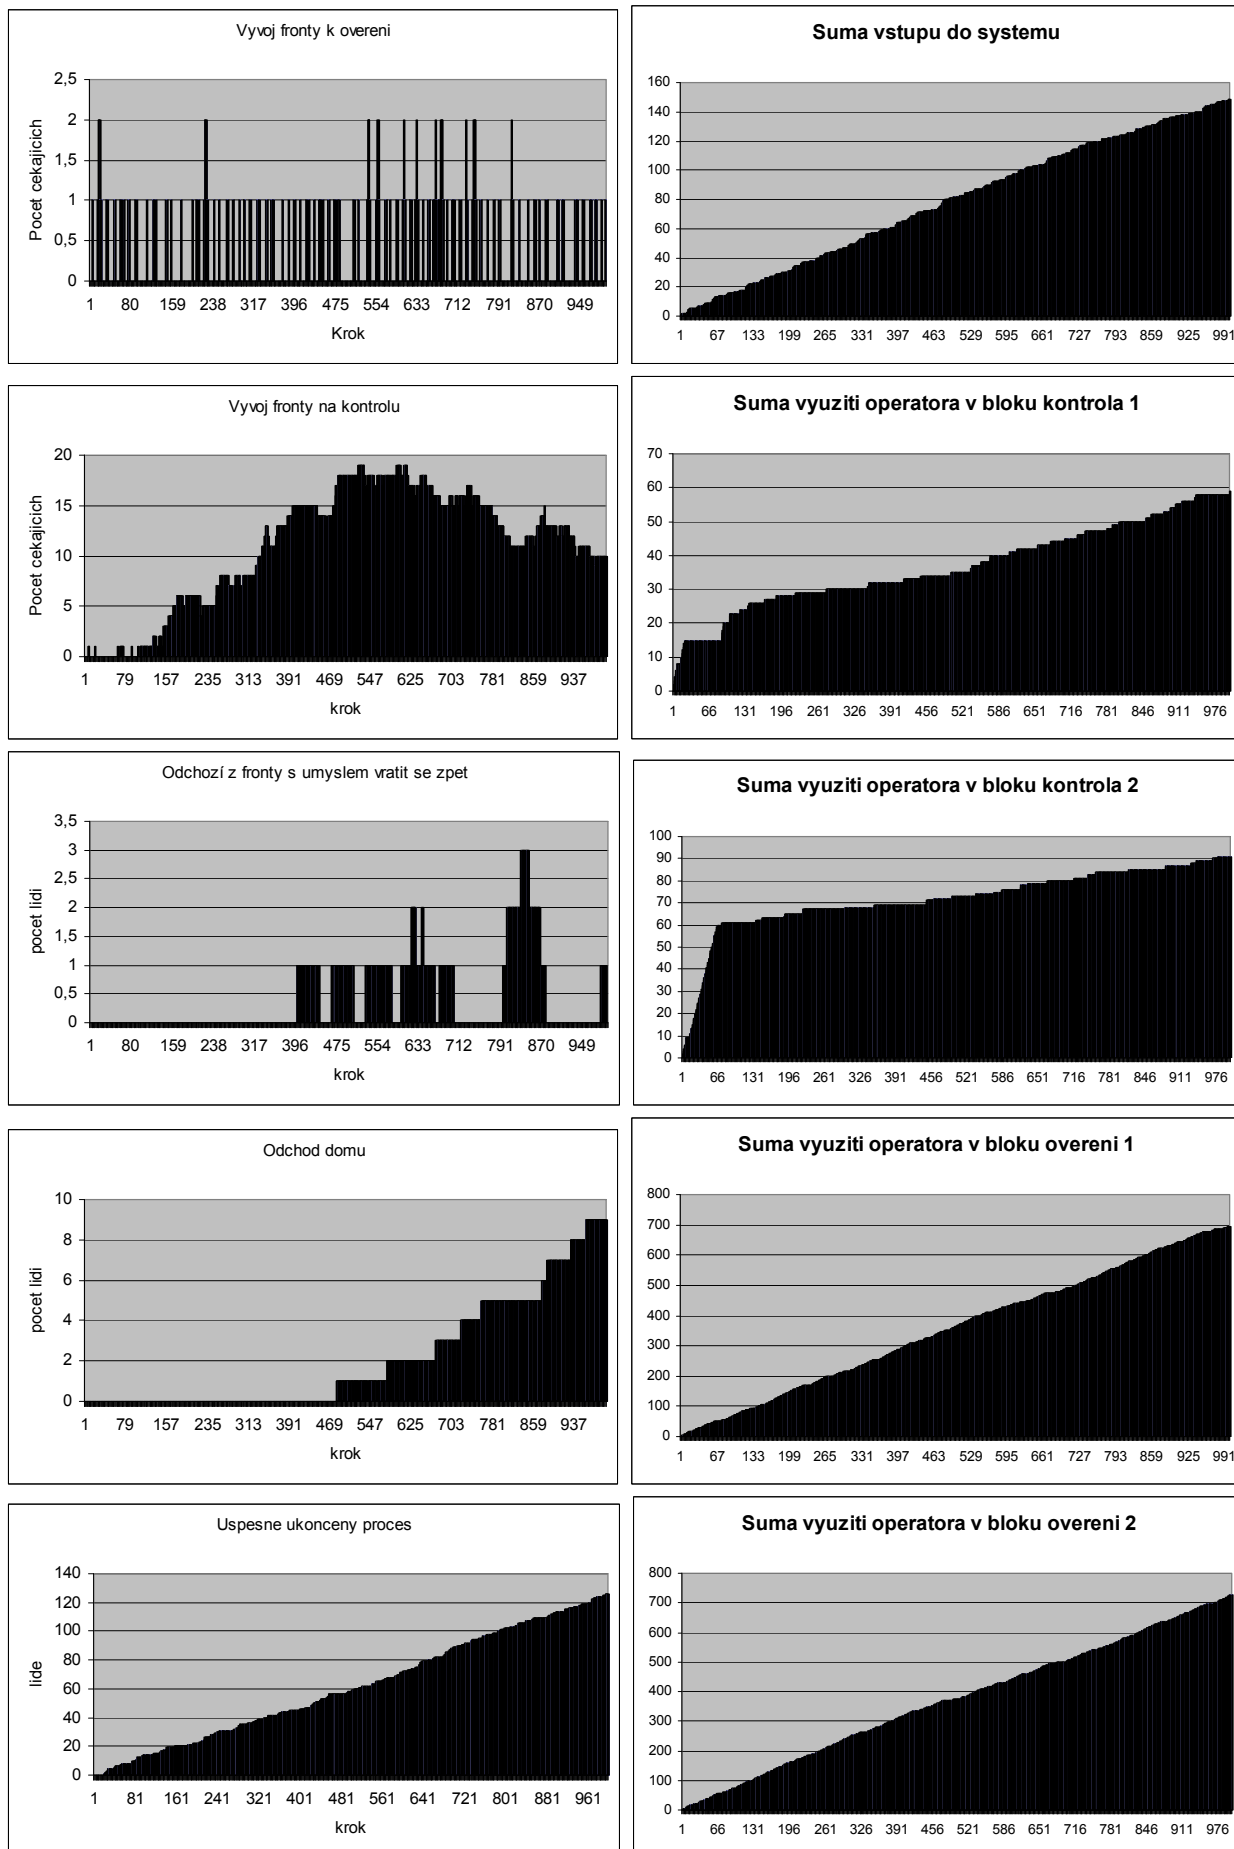 Vyvoj fronty k overeni
2,5
2
1,5
1
0,5
0
Pocet cekajicich
1 80 159 238 317 396 475 554 633 712 791 870 949
Krok
Suma vstupu do systemu
160
140
120
100
80
60
40
20
0
1 67 133 199 265 331 397 463 529 595 661 727 793 859 925 991
Vyvoj fronty na kontrolu
20
15
10
5
0
Pocet cekajicich
1 79 157 235 313 391 469 547 625 703 781 859 937
krok
Suma vyuziti operatora v bloku kontrola 1
70
60
50
40
30
20
10
0
1 66 131 196 261 326 391 456 521 586 651 716 781 846 911 976
Odchozí z fronty s umyslem vratit se zpet
3,5
3
2,5
2
1,5
1
0,5
0
pocet lidi
1 80 159 238 317 396 475 554 633 712 791 870 949
krok
Suma vyuziti operatora v bloku kontrola 2
100
90
80
70
60
50
40
30
20
10
0
1 66 131 196 261 326 391 456 521 586 651 716 781 846 911 976
Odchod domu
10
8
6
4
2
0
pocet lidi
1 79 157 235 313 391 469 547 625 703 781 859 937
krok
Suma vyuziti operatora v bloku overeni 1
800
700
600
500
400
300
200
100
0
1 67 133 199 265 331 397 463 529 595 661 727 793 859 925 991
Uspesne ukonceny proces
140
120
100
80
60
40
20
0
lide
1 81 161 241 321 401 481 561 641 721 801 881 961
krok
Suma vyuziti operatora v bloku overeni 2
800
700
600
500
400
300
200
100
0
1 66 131 196 261 326 391 456 521 586 651 716 781 846 911 976